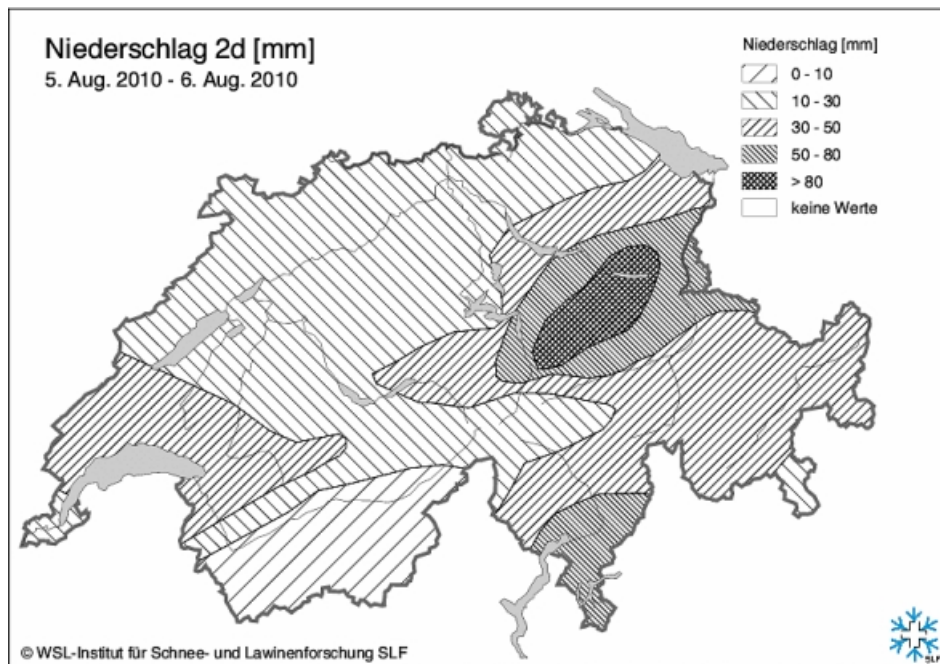 Niederschlag 2d [mm]
5. Aug. 2010 - 6. Aug. 2010
Niederschlag [mm]
0 - 10
10 - 30
30 - 50
50 - 80
> 80
keine Werte
© WSL-Institut für Schnee- und Lawinenforschung SLF
SLF